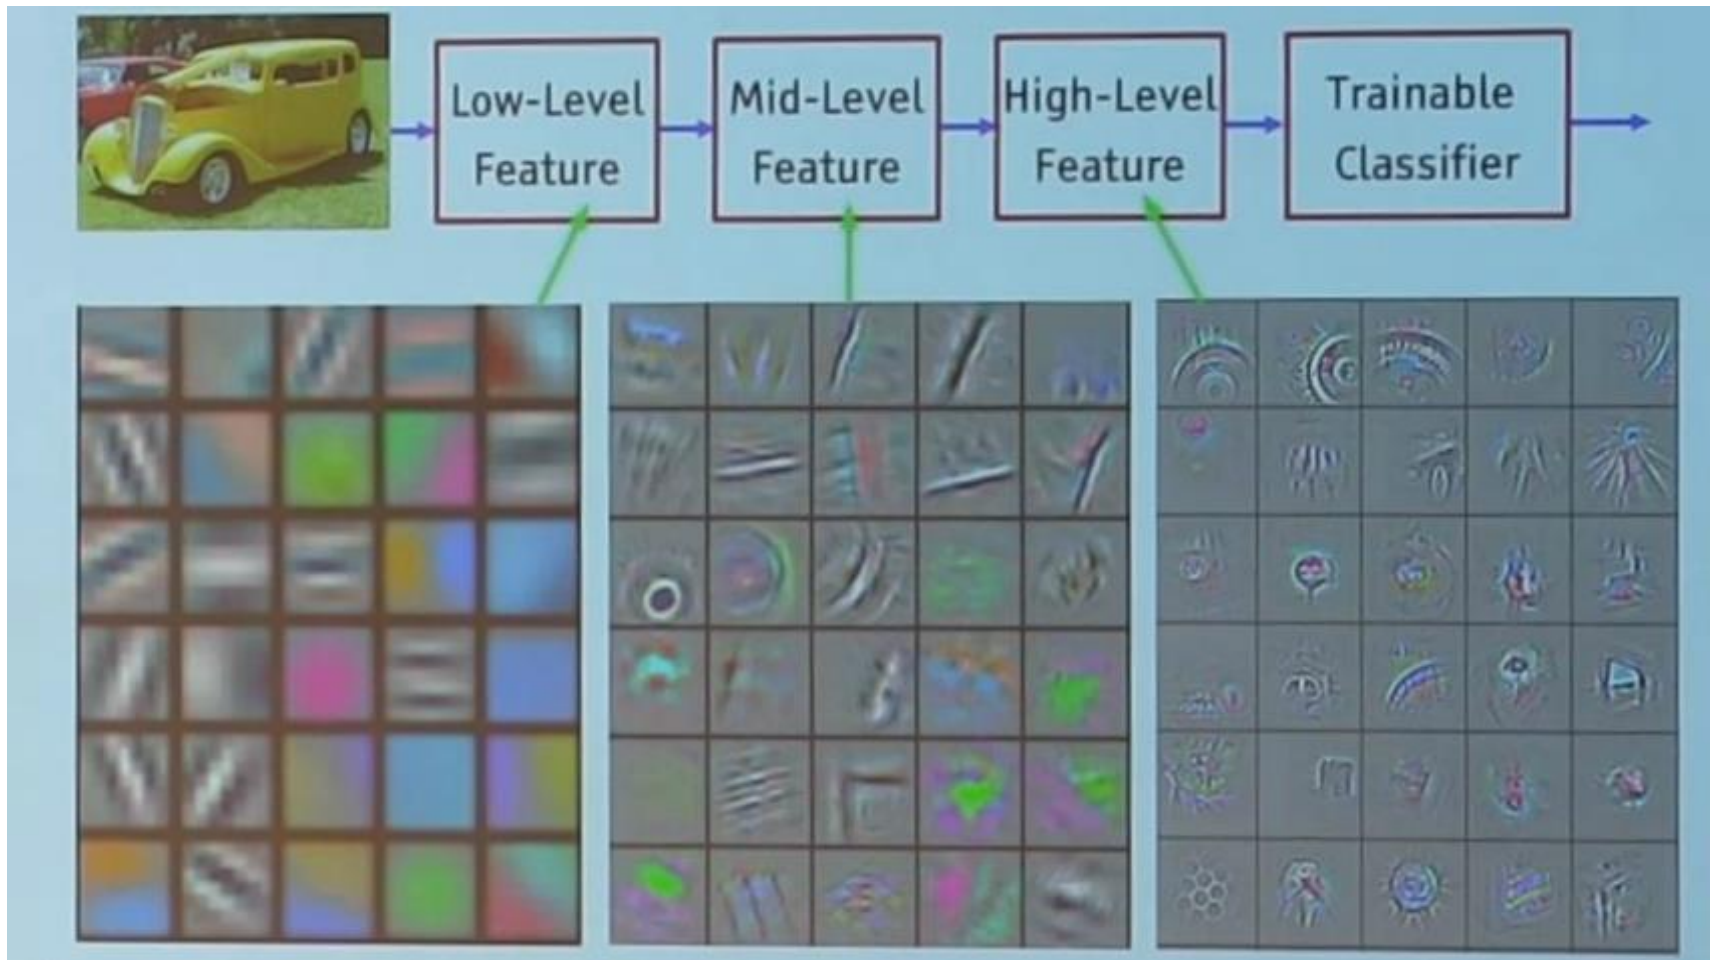 Low-Level
Feature
Mid-Level
Feature
High-Level
Feature
Trainable
Classifier